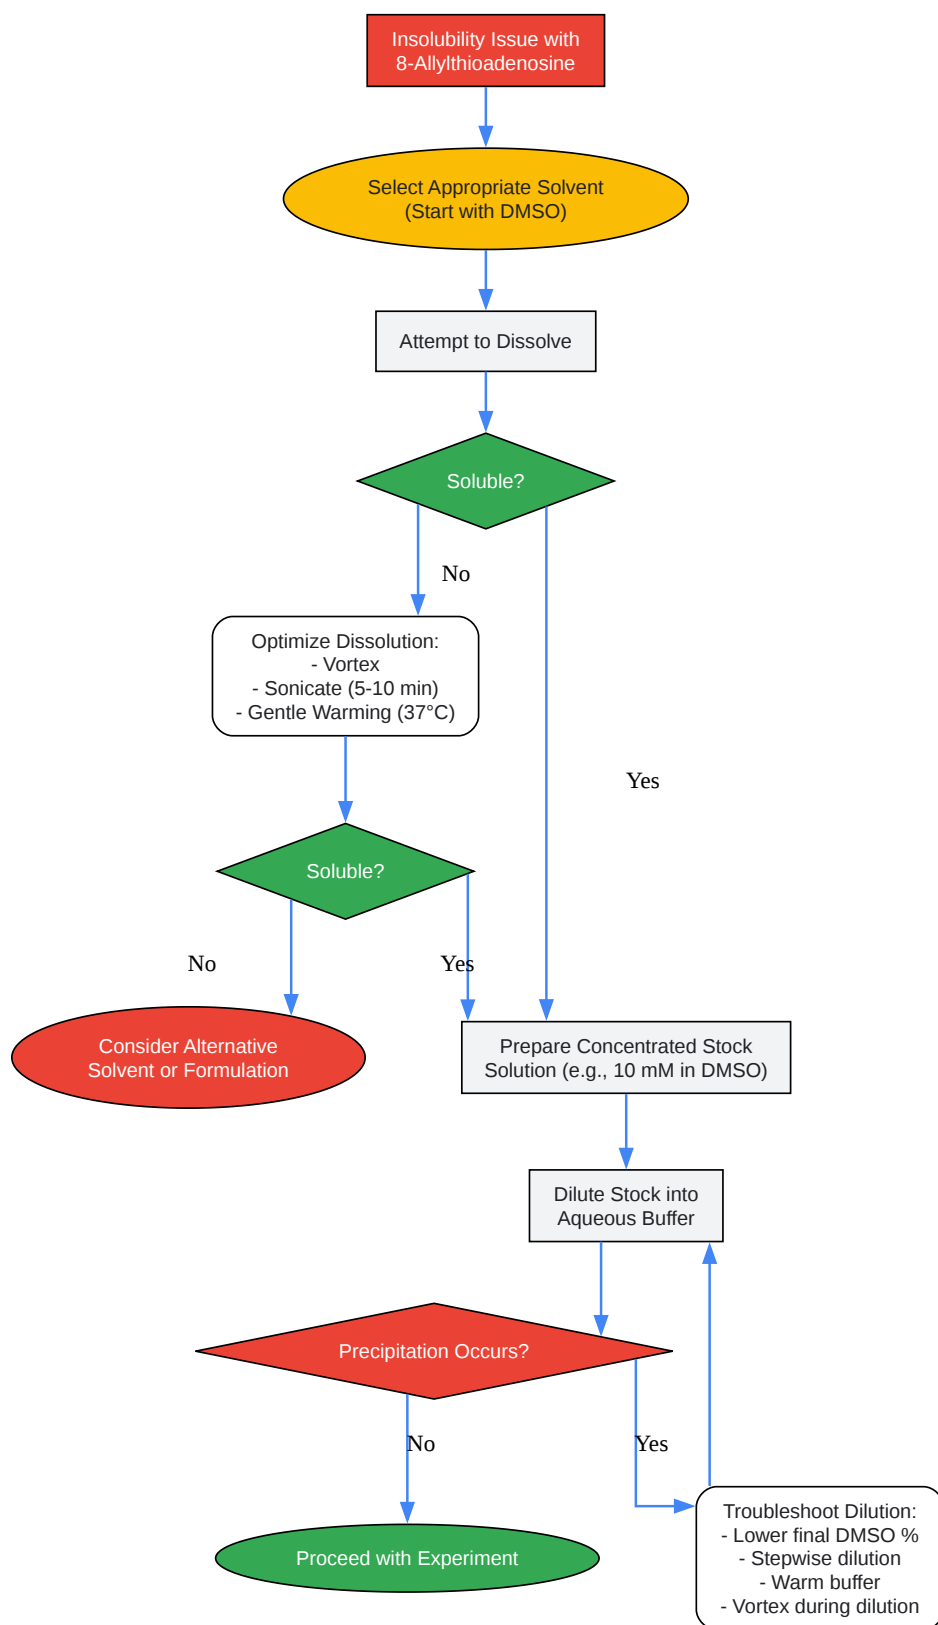 Insolubility Issue with
8-Allylthioadenosine
Select Appropriate Solvent
(Start with DMSO)
Attempt to Dissolve
Soluble?
No
Optimize Dissolution:
- Vortex
- Sonicate (5-10 min)
- Gentle Warming (37°C)
Yes
Soluble?
No
Yes
Consider Alternative
Solvent or Formulation
Prepare Concentrated Stock
Solution (e.g., 10 mM in DMSO)
Dilute Stock into
Aqueous Buffer
Precipitation Occurs?
No
Yes
Proceed with Experiment
Troubleshoot Dilution:
- Lower final DMSO %
- Stepwise dilution
- Warm buffer
- Vortex during dilution